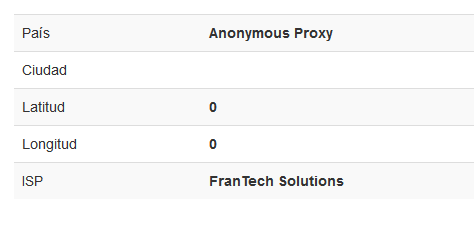 País Anonymous Proxy
Ciudad
Latitud 0
Longitud 0
ISP FranTech Solutions